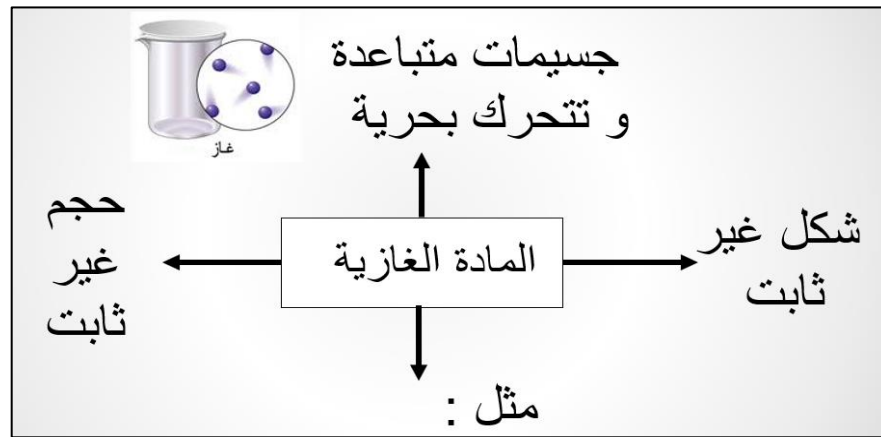 غاز
جسيمات متباعدة
و تتحرك بحرية
شكل غير
ثابت
المادة الغازية
حجم
غير
ثابت
مثل :